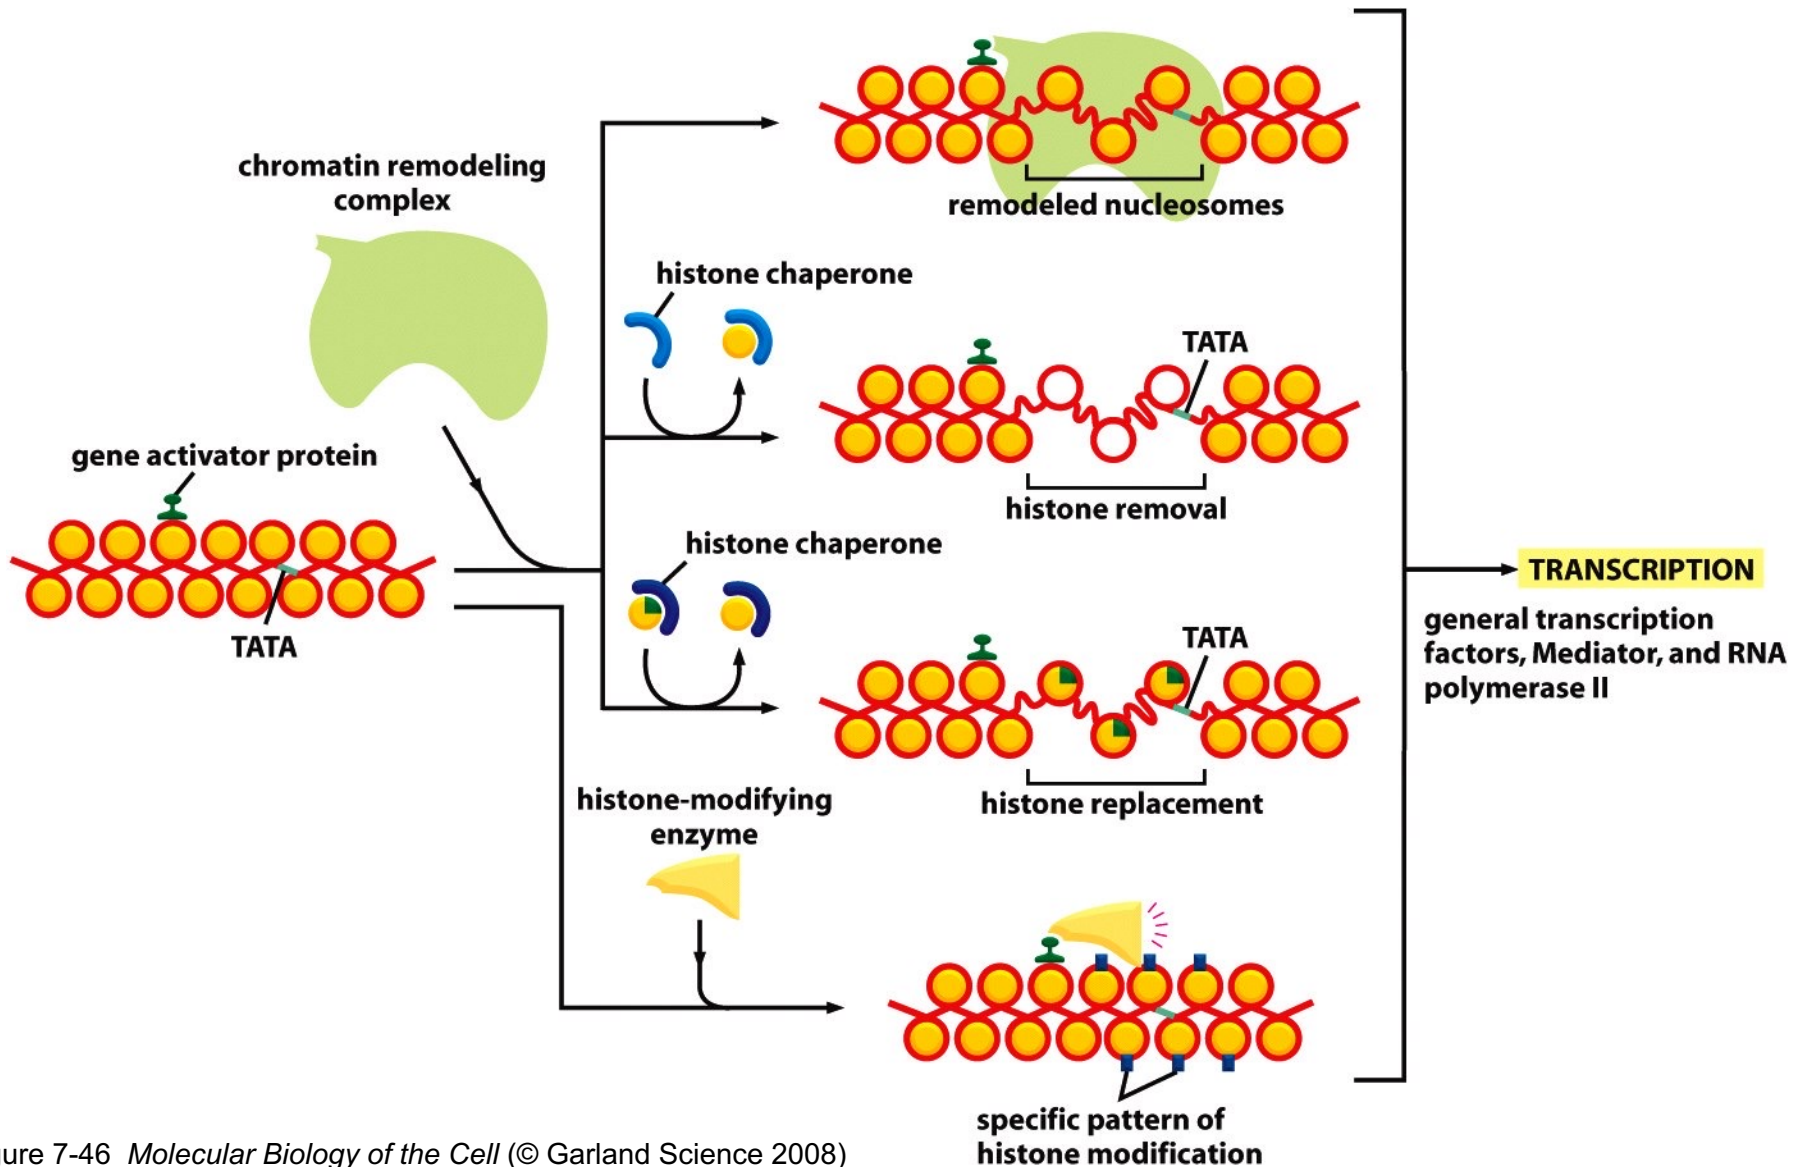 chromatin remodeling
complex
remodeled nucleosomes
histone chaperone
TATA
gene activator protein
histone removal
histone chaperone
TATA
TATA
TRANSCRIPTION
general transcription
factors, Mediator, and RNA
polymerase II
histone-modifying
enzyme
histone replacement
specific pattern of
histone modification
gure 7-46 Molecular Biology of the Cell (© Garland Science 2008)